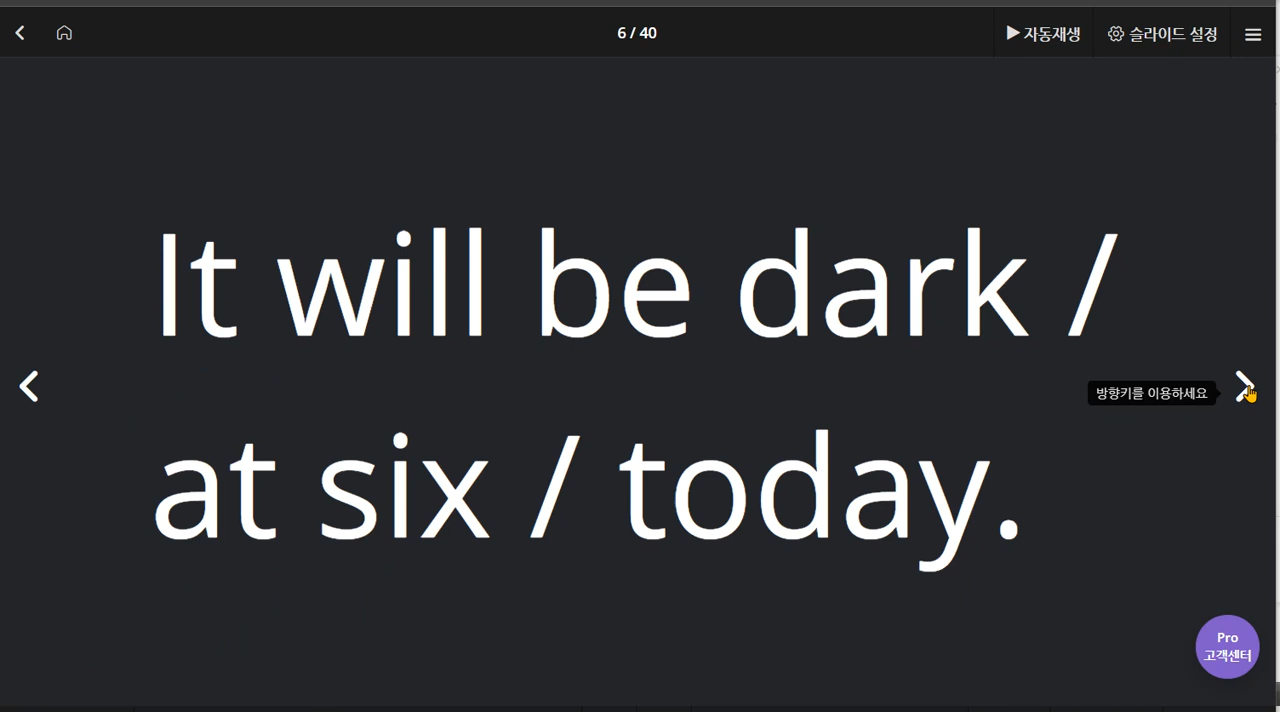 6 / 40
▶ 자동재생
슬라이드 설정
It will be dark /
at six / today.
방향키를 이용하세요
Pro
고객센터